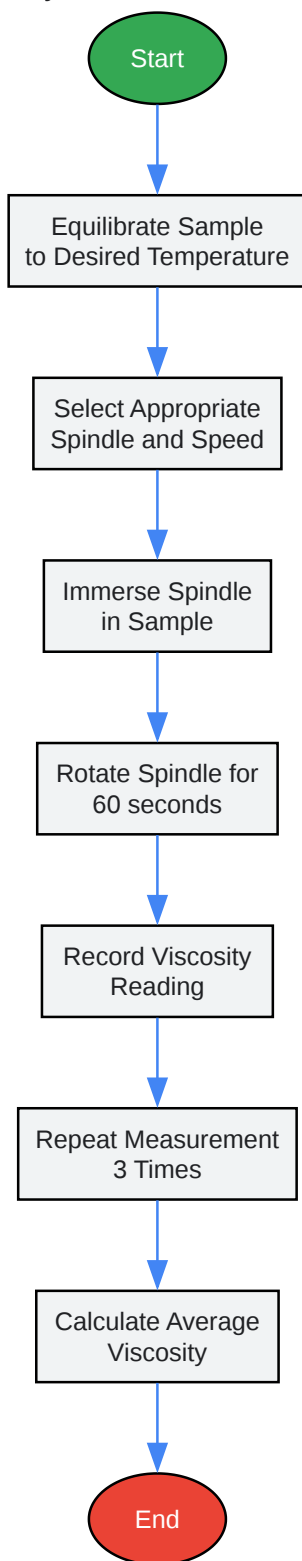 Start
Equilibrate Sample
to Desired Temperature
Select Appropriate
Spindle and Speed
Immerse Spindle
in Sample
Rotate Spindle for
60 seconds
Record Viscosity
Reading
Repeat Measurement
3 Times
Calculate Average
Viscosity
End